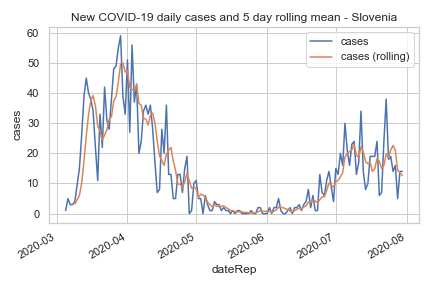 New COVID-19 daily cases and 5 day rolling mean - Slovenia
cases
cases (rolling)
cases
60
50
40
30
20
10
0
2020-03
2020-04
2020-05
2020-06
2020-07
2020-08
dateRep